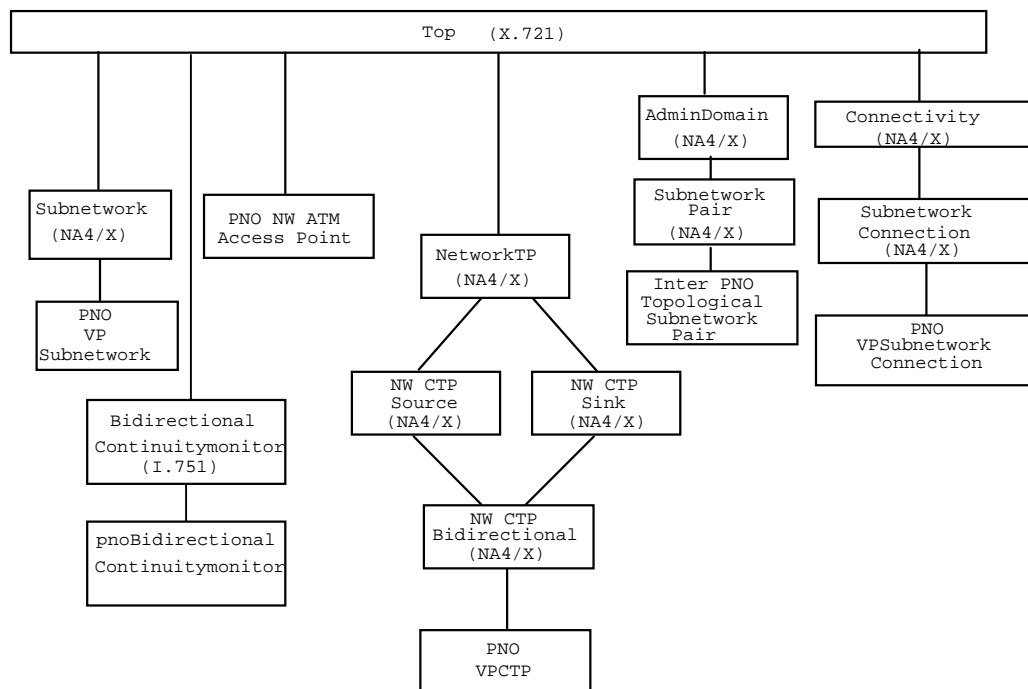 Top (X.721)
AdminDomain
(NA4/X)
Connectivity
(NA4/X)
Subnetwork
(NA4/X)
PNO NW ATM
Access Point
Subnetwork
Pair
(NA4/X)
Subnetwork
Connection
(NA4/X)
NetworkTP
(NA4/X)
PNO
VP
Subnetwork
Inter PNO
Topological
Subnetwork
Pair
PNO
VPSubnetwork
Connection
NW CTP
Source
(NA4/X)
NW CTP
Sink
(NA4/X)
Bidirectional
Continuitymonitor
(I.751)
pnoBidirectional
Continuitymonitor
NW CTP
Bidirectional
(NA4/X)
PNO
VPCTP